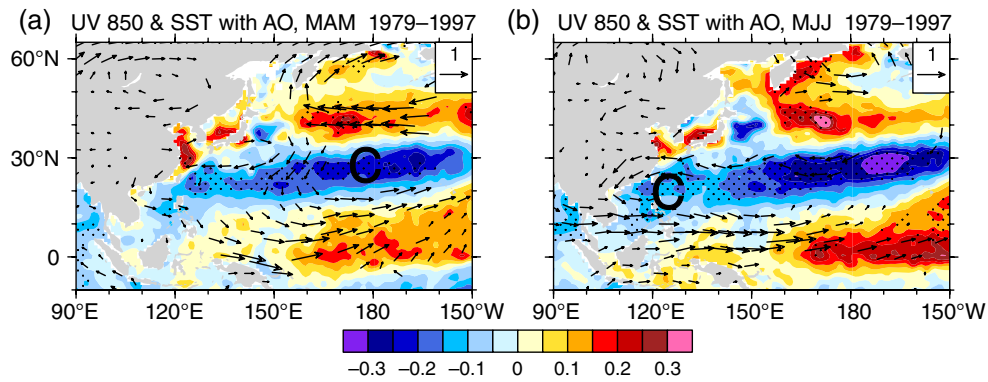 (a) UV 850 & SST with AO, MAM 1979–1997
(b) UV 850 & SST with AO, MJJ 1979–1997
60°N
30°N
0
1
C
90°E 120°E 150°E 180° 150°W
1
C
90°E 120°E 150°E 180° 150°W
−0.3 −0.2 −0.1 0 0.1 0.2 0.3